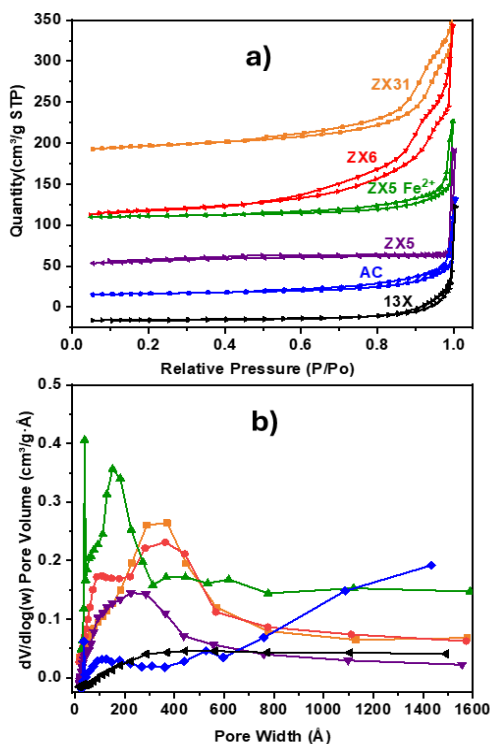 350
a)
300
ZX31
250
200
ZX6
150
ZX5 Fe²⁺
100
ZX5
50
AC
0
13X
Quantity(cm³/g STP)
0.0 0.2 0.4 0.6 0.8 1.0
Relative Pressure (P/Po)
0.5
b)
0.4
0.3
0.2
0.1
0.0
dV/dlog(w) Pore Volume (cm³/g·Å)
0 200 400 600 800 1000 1200 1400 1600
Pore Width (Å)